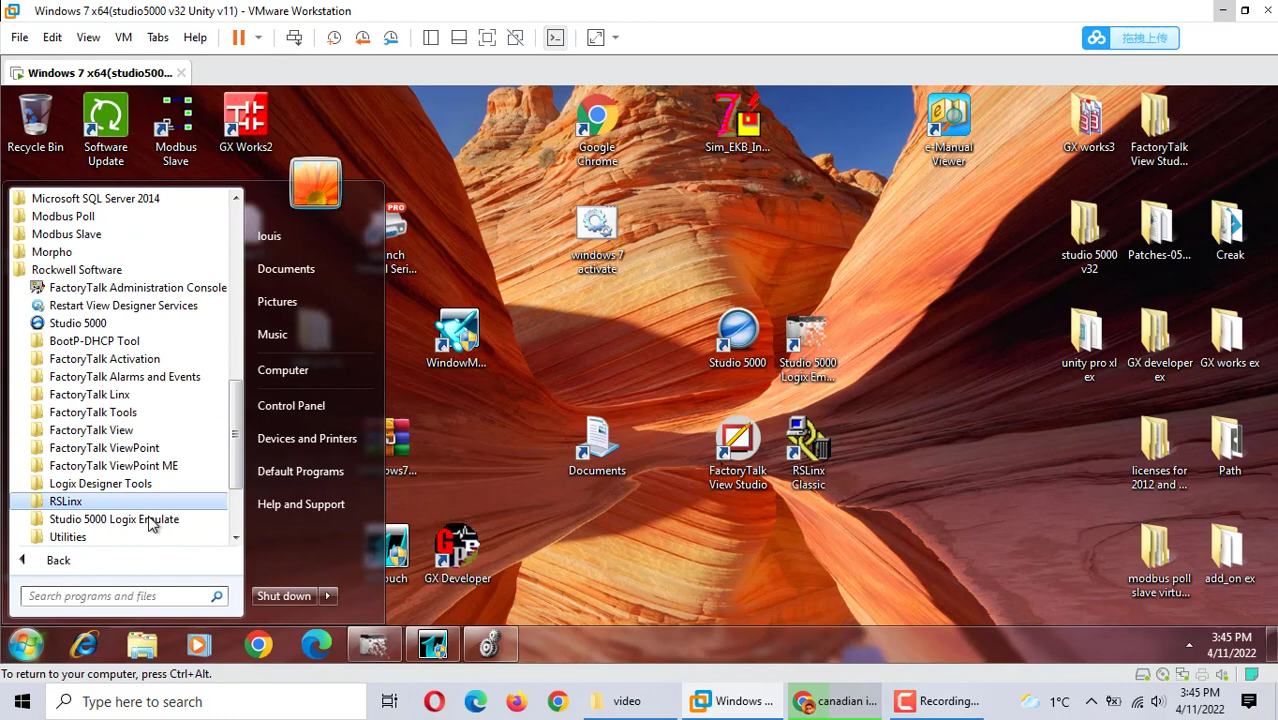 Windows 7 x64(studio5000 v32 Unity v11) - VMware Workstation
File Edit View VM Tabs Help
拖拽上传
Windows 7 x64(studio500...
Recycle Bin
Software Update
Modbus Slave
GX Works2
Google Chrome
Sim_EKB_In...
e-Manual Viewer
GX works3
FactoryTalk View Stud...
Microsoft SQL Server 2014
Modbus Poll
Modbus Slave
Morpho
Rockwell Software
FactoryTalk Administration Console
Restart View Designer Services
Studio 5000
BootP-DHCP Tool
FactoryTalk Activation
FactoryTalk Alarms and Events
FactoryTalk Linx
FactoryTalk Tools
FactoryTalk View
FactoryTalk ViewPoint
FactoryTalk ViewPoint ME
Logix Designer Tools
RSLinx
Studio 5000 Logix Emulate
Utilities
Back
Search programs and files
louis
Documents
Pictures
Music
Computer
Control Panel
Devices and Printers
Default Programs
Help and Support
Shut down
PRO
nch
l Seri...
windows 7 activate
studio 5000 v32
Patches-05...
Creak
WindowM...
Studio 5000
Studio 5000 Logix Em...
unity pro xl ex
GX developer ex
GX works ex
ows7...
Documents
FactoryTalk View Studio
RSLinx Classic
licenses for 2012 and ...
Path
ouch
GX Developer
modbus poll slave virtu...
add_on ex
3:45 PM
4/11/2022
To return to your computer, press Ctrl+Alt.
Type here to search
video
Windows ...
canadian i...
Recording...
1°C
3:45 PM
4/11/2022